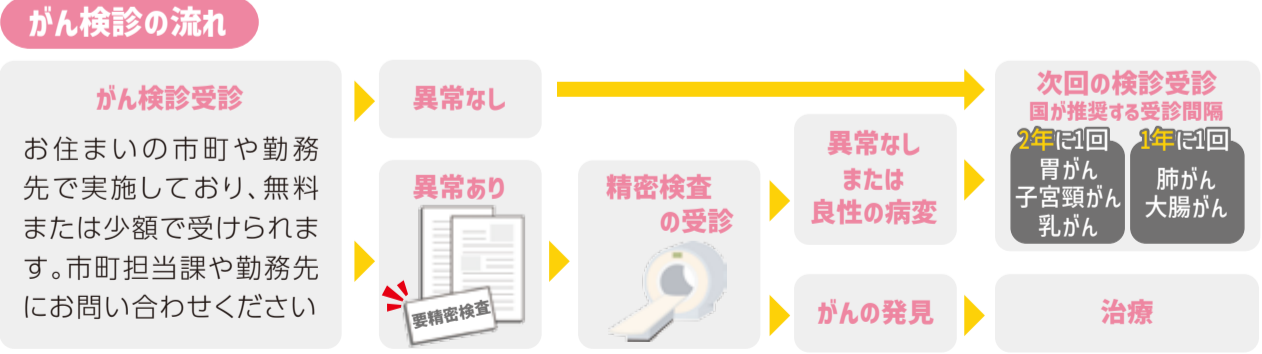 がん検診の流れ
がん検診受診
お住まいの市町や勤務
先で実施しており、無料
または少額で受けられま
す。市町担当課や勤務先
にお問い合わせください
異常なし
異常あり
要精密検査
精密検査
の受診
異常なし
または
良性の病変
がんの発見
次回の検診受診
国が推奨する受診間隔
2年に1回
胃がん
子宮頸がん
乳がん
1年に1回
肺がん
大腸がん
治療